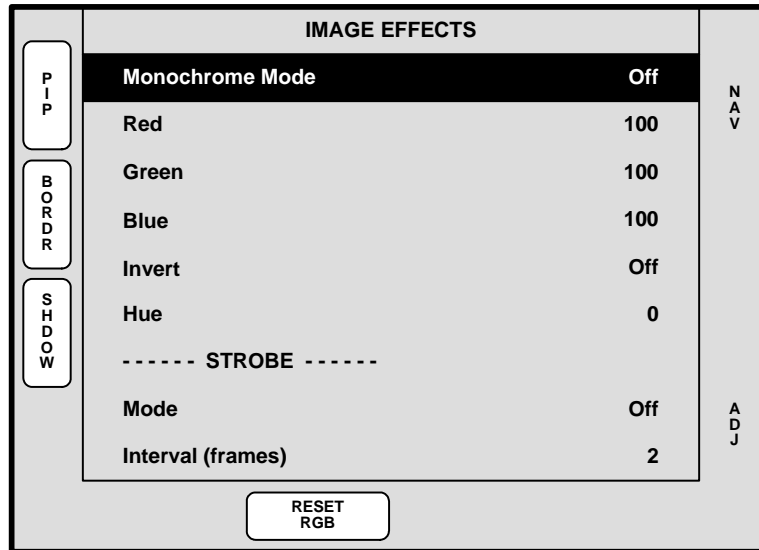 IMAGE EFFECTS
PIP
BORDR
SHDOW
Monochrome Mode Off
Red 100
Green 100
Blue 100
Invert Off
Hue 0
- - - - - - STROBE - - - - - -
Mode Off
Interval (frames) 2
NAV
ADJ
RESET
RGB